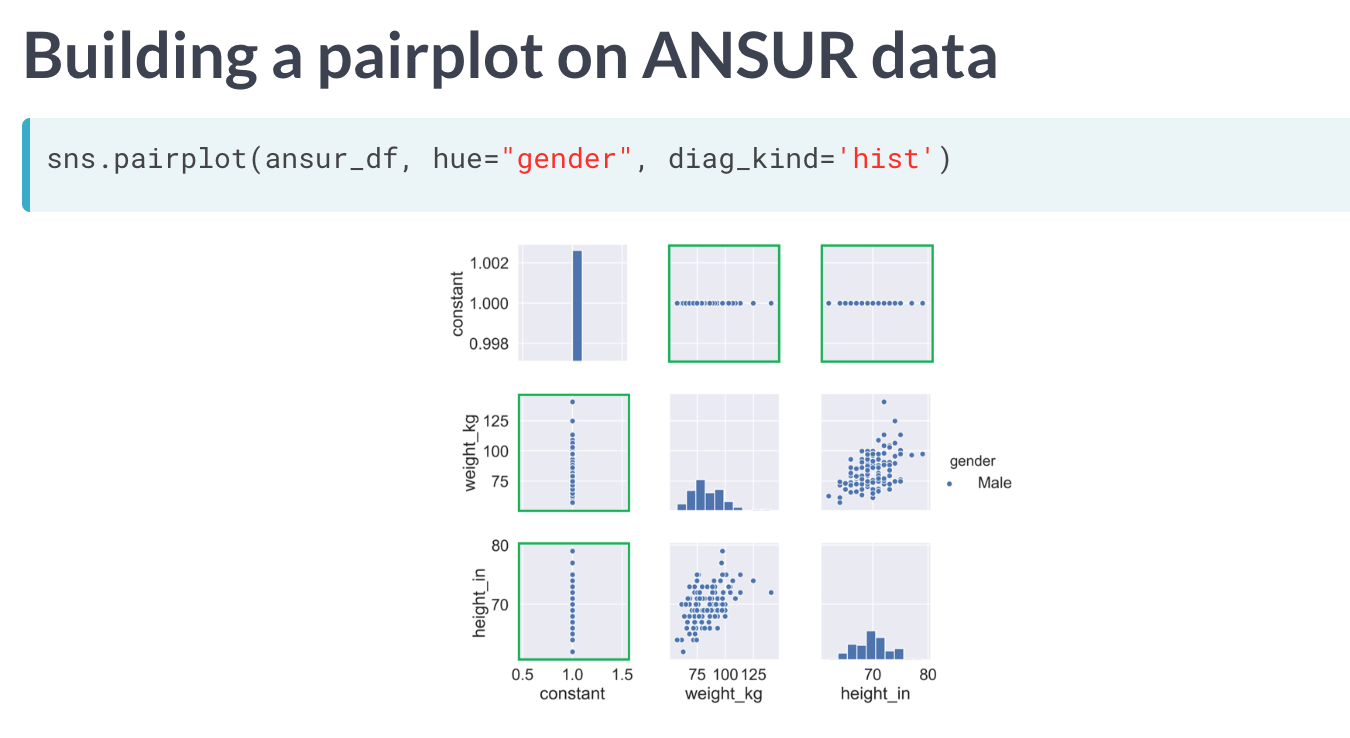 Building a pairplot on ANSUR data
sns.pairplot(ansur_df, hue="gender", diag_kind='hist')
constant
1.002
1.000
0.998
weight_kg
125
100
75
gender
Male
height_in
80
70
0.5 1.0 1.5 75 100 125 70 80
constant weight_kg height_in